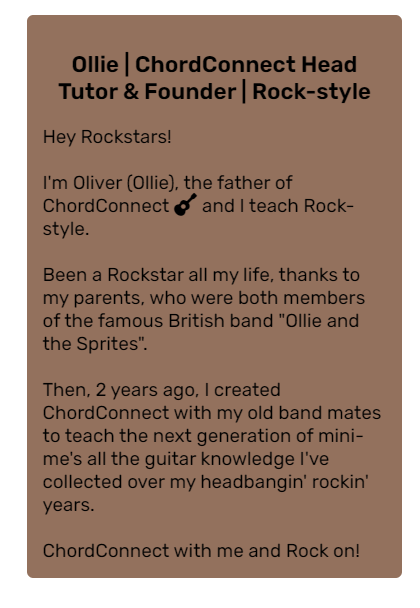 Ollie | ChordConnect Head
Tutor & Founder | Rock-style
Hey Rockstars!
I'm Oliver (Ollie), the father of
ChordConnect 🎸 and I teach Rock-
style.
Been a Rockstar all my life, thanks to
my parents, who were both members
of the famous British band "Ollie and
the Sprites".
Then, 2 years ago, I created
ChordConnect with my old band mates
to teach the next generation of mini-
me's all the guitar knowledge I've
collected over my headbangin' rockin'
years.
ChordConnect with me and Rock on!